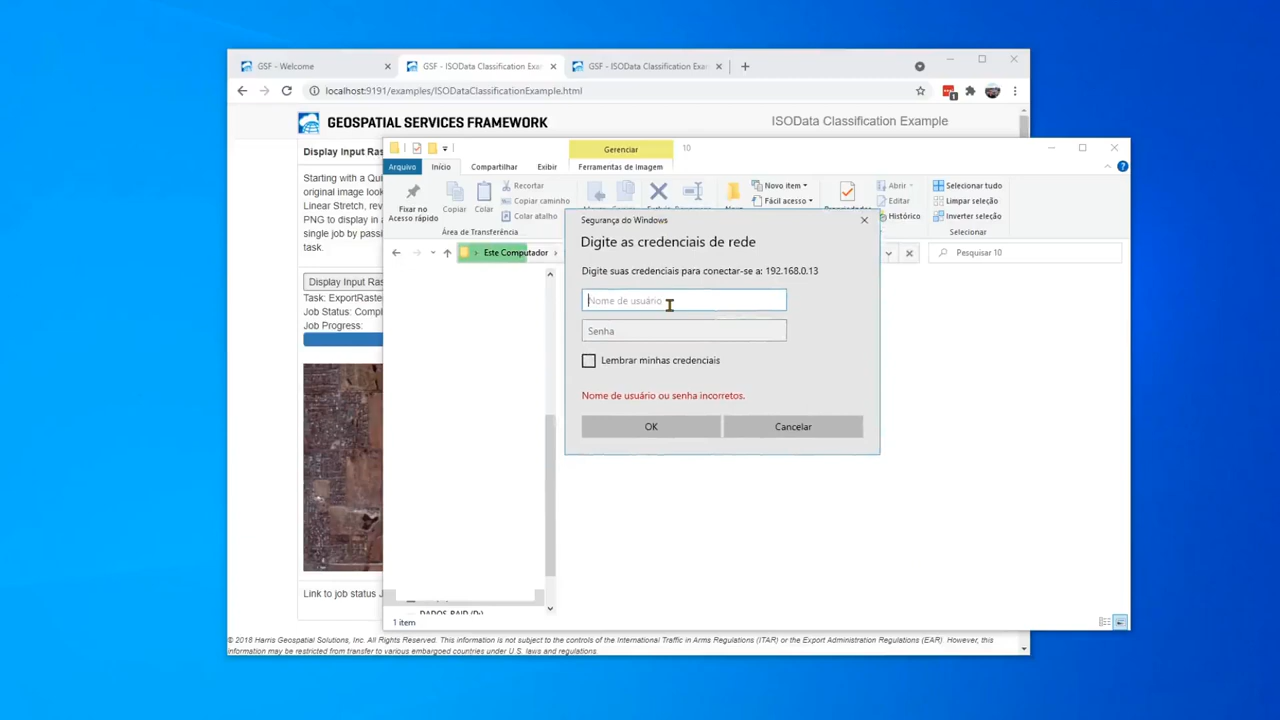 GSF - Welcome
GSF - ISOData Classification Exam
GSF - ISOData Classification Exam
localhost:9191/examples/ISODataClassificationExample.html
1
GEOSPATIAL SERVICES FRAMEWORK
ISOData Classification Example
Gerenciar
10
Arquivo
Início
Compartilhar
Exibir
Ferramentas de imagem
Fixar no
Acesso rápido
Copiar
Colar
Recortar
Copiar caminho
Colar atalho
Área de Transferência
Novo item
Fácil acesso
Abrir
Editar
Histórico
Selecionar tudo
Limpar seleção
Inverter seleção
Selecionar
Este Computador
Pesquisar 10
Segurança do Windows
Digite as credenciais de rede
Digite suas credenciais para conectar-se a: 192.168.0.13
Nome de usuário
Senha
Lembrar minhas credenciais
Nome de usuário ou senha incorretos.
OK
Cancelar
Display Input Ras
Starting with a Qui
original image look
Linear Stretch, rev
PNG to display in a
single job by passi
task.
Display Input Ras
Task: ExportRaste
Job Status: Compl
Job Progress:
Link to job status J
DADOS_RAID (D:)
1 item
© 2018 Harris Geospatial Solutions, Inc. All Rights Reserved. This information is not subject to the controls of the International Traffic in Arms Regulations (ITAR) or the Export Administration Regulations (EAR). However, this
information may be restricted from transfer to various embargoed countries under U.S. laws and regulations.